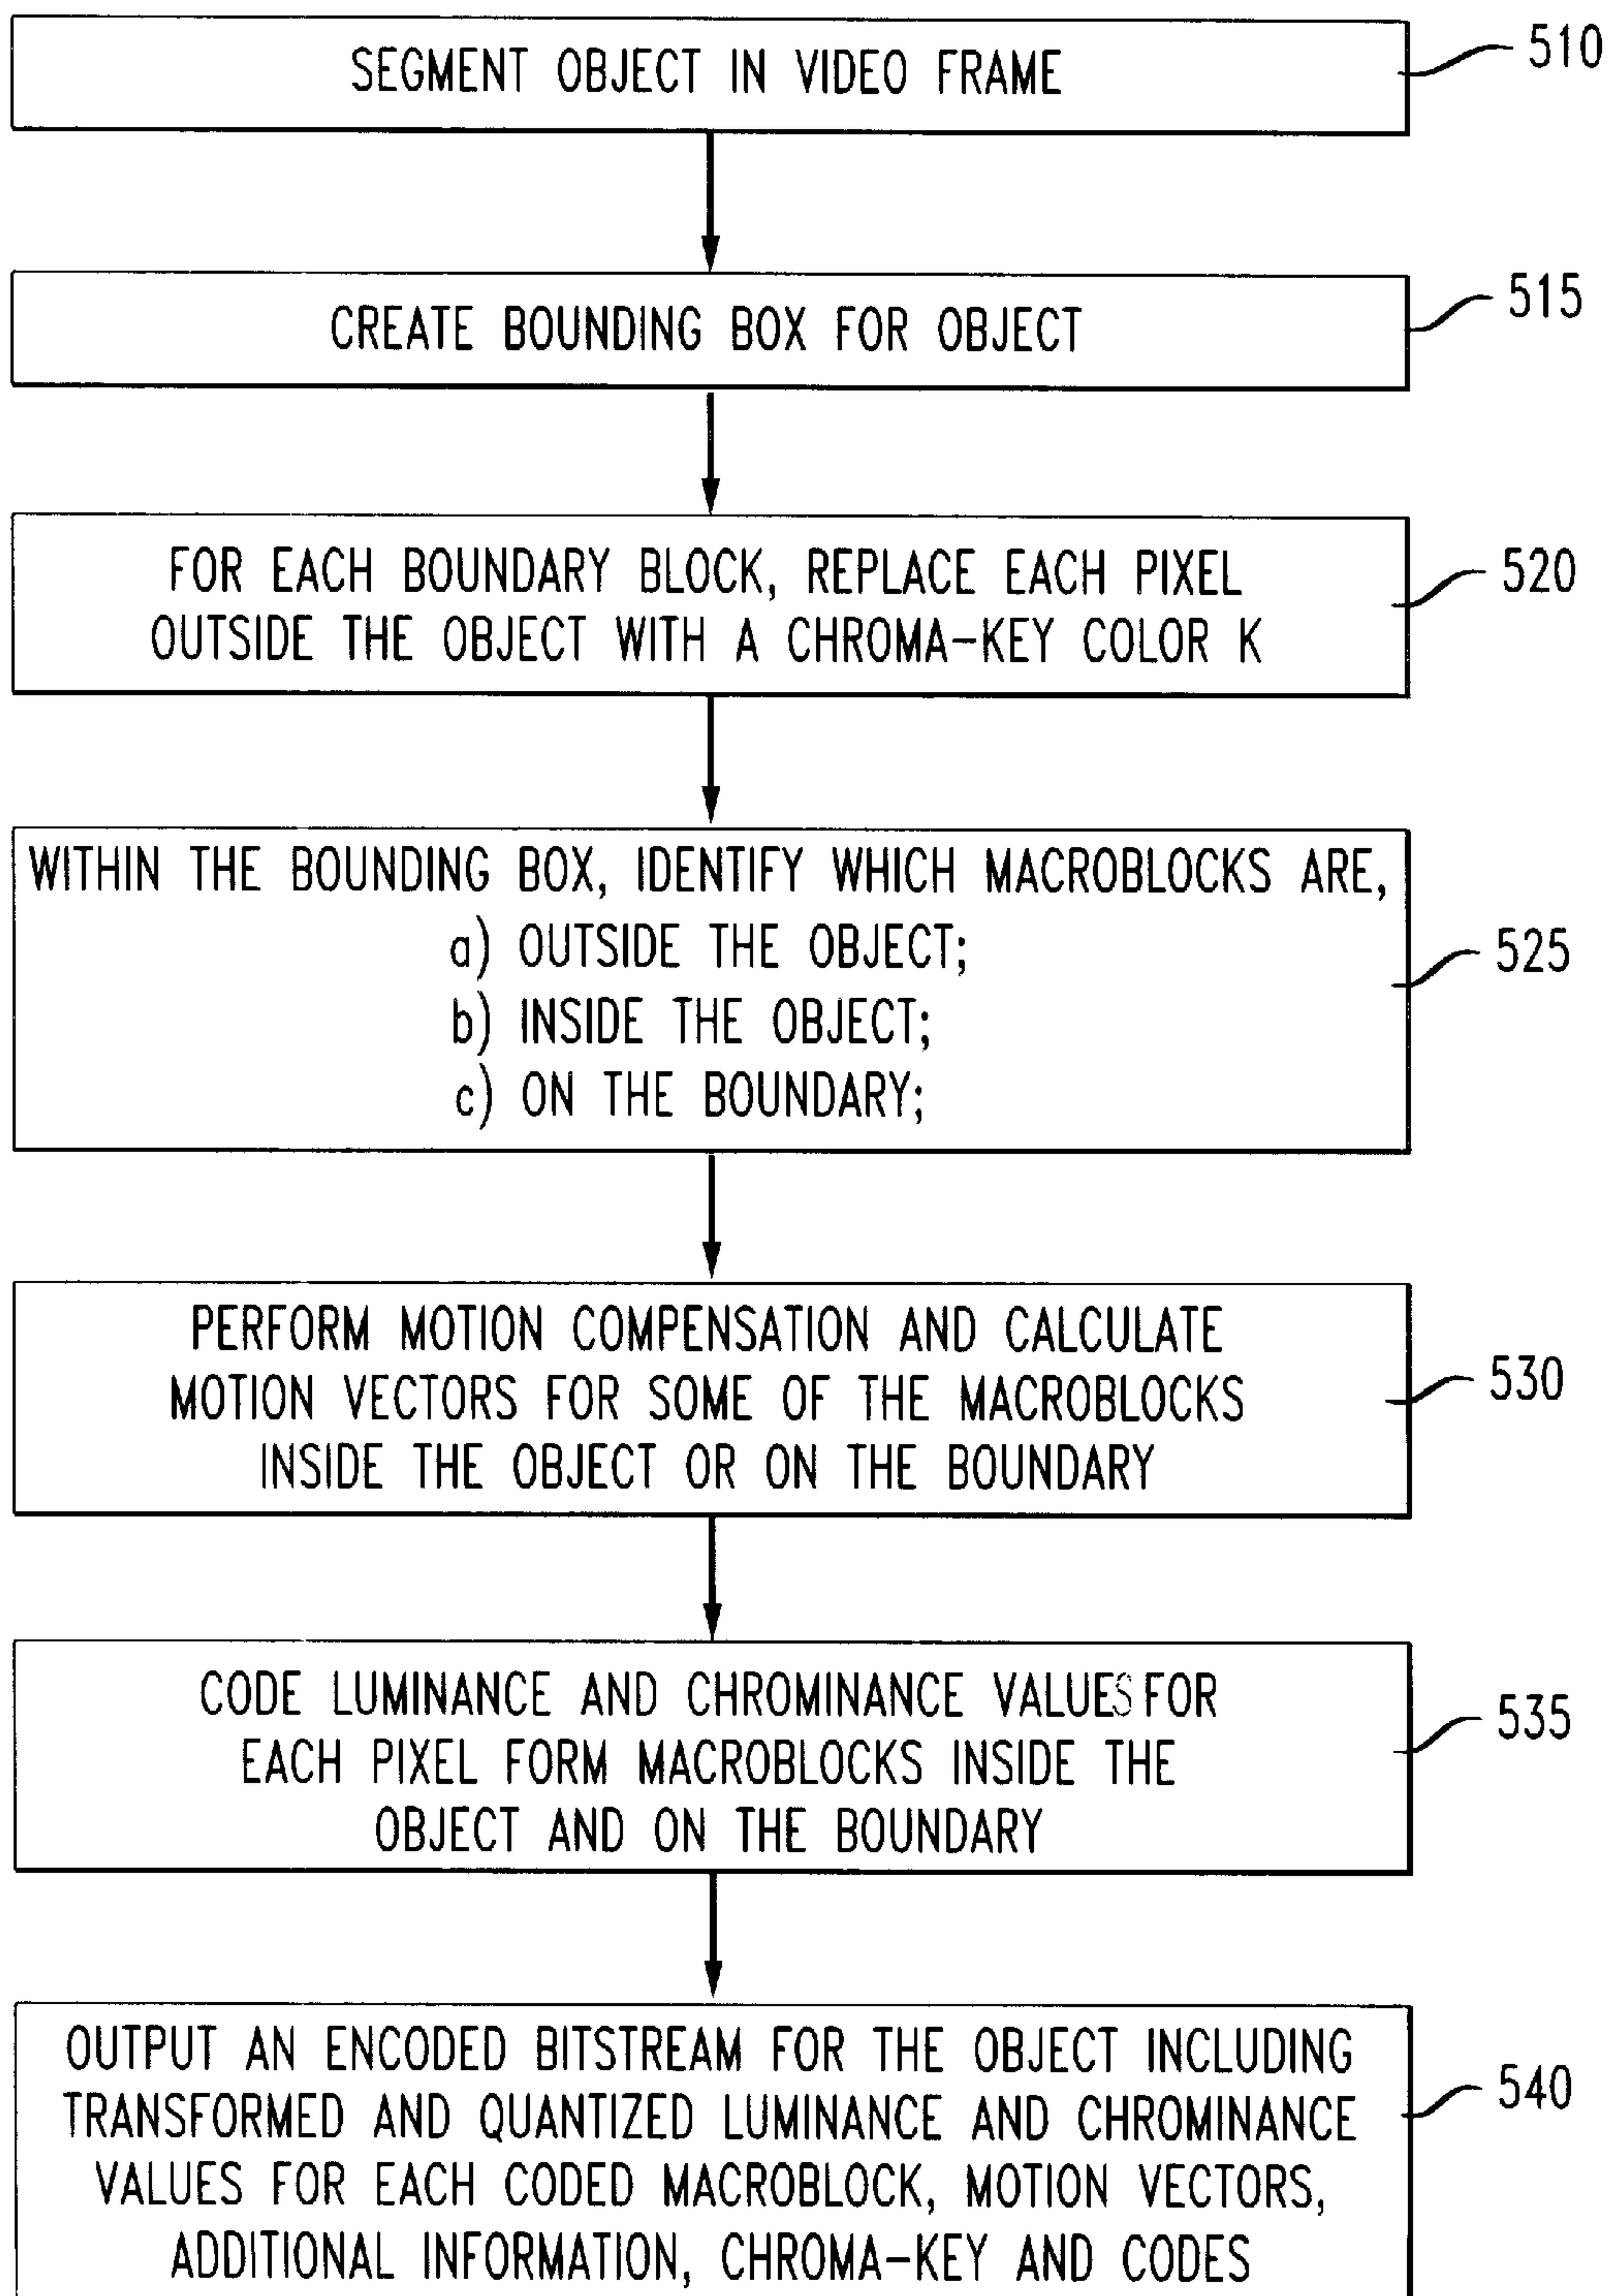 SEGMENT OBJECT IN VIDEO FRAME
510
CREATE BOUNDING BOX FOR OBJECT
515
FOR EACH BOUNDARY BLOCK, REPLACE EACH PIXEL
OUTSIDE THE OBJECT WITH A CHROMA-KEY COLOR K
520
WITHIN THE BOUNDING BOX, IDENTIFY WHICH MACROBLOCKS ARE,
a) OUTSIDE THE OBJECT;
b) INSIDE THE OBJECT;
c) ON THE BOUNDARY;
525
PERFORM MOTION COMPENSATION AND CALCULATE
MOTION VECTORS FOR SOME OF THE MACROBLOCKS
INSIDE THE OBJECT OR ON THE BOUNDARY
530
CODE LUMINANCE AND CHROMINANCE VALUES FOR
EACH PIXEL FORM MACROBLOCKS INSIDE THE
OBJECT AND ON THE BOUNDARY
535
OUTPUT AN ENCODED BITSTREAM FOR THE OBJECT INCLUDING
TRANSFORMED AND QUANTIZED LUMINANCE AND CHROMINANCE
VALUES FOR EACH CODED MACROBLOCK, MOTION VECTORS,
ADDITIONAL INFORMATION, CHROMA-KEY AND CODES
540